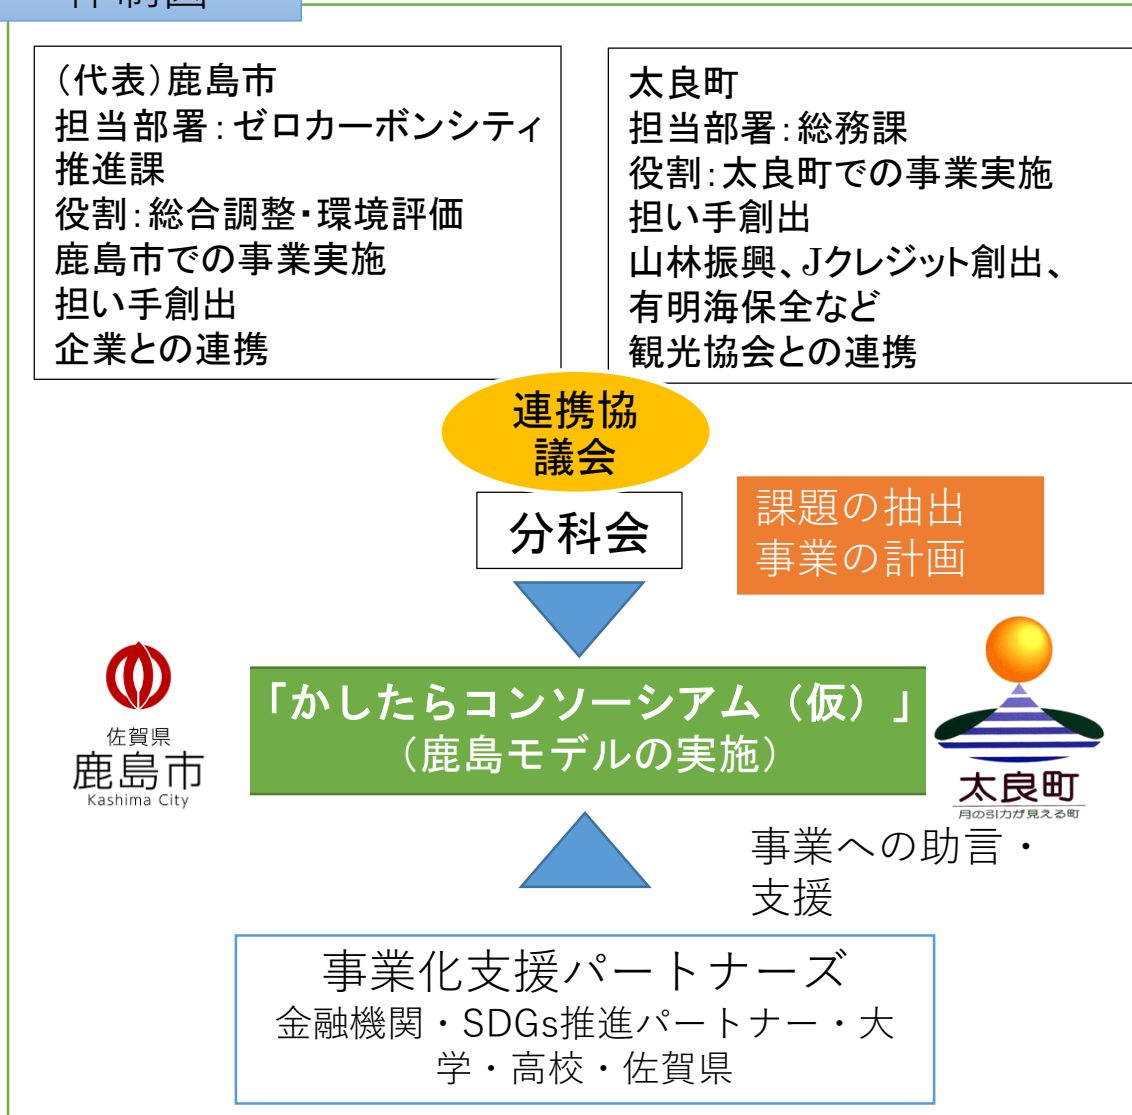 体制図
（代表）鹿島市
担当部署：ゼロカーボンシティ
推進課
役割：総合調整・環境評価
鹿島市での事業実施
担い手創出
企業との連携
太良町
担当部署：総務課
役割：太良町での事業実施
担い手創出
山林振興、Jクレジット創出、
有明海保全など
観光協会との連携
連携協
議会
分科会
課題の抽出
事業の計画
佐賀県
鹿島市
Kashima City
「かしたらコンソーシアム（仮）」
（鹿島モデルの実施）
太良町
月の引力が見える町
事業への助言・
支援
事業化支援パートナーズ
金融機関・SDGs推進パートナー・大
学・高校・佐賀県